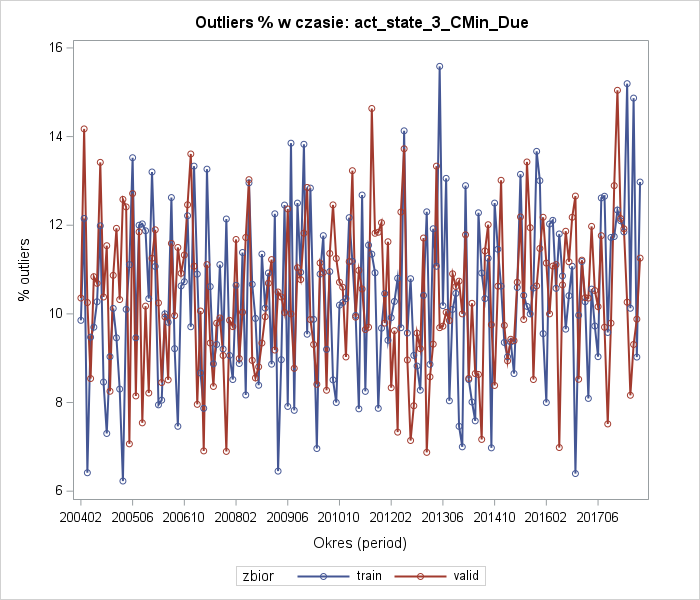 Outliers % w czasie: act_state_3_CMin_Due
16
14
12
10
8
6
% outliers
200402 200506 200610 200802 200906 201010 201202 201306 201410 201602 201706
Okres (period)
zbior train valid